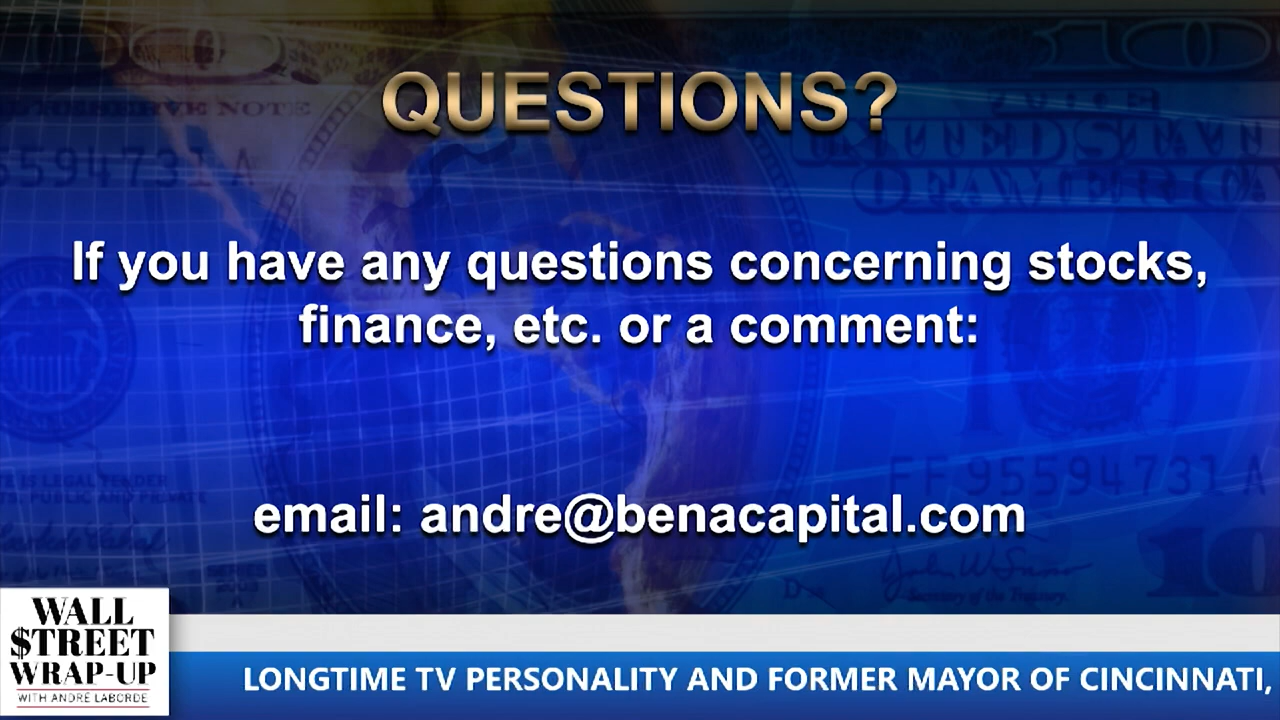 QUESTIONS?
If you have any questions concerning stocks,
finance, etc. or a comment:
email: andre@benacapital.com
WALL
$TREET
WRAP-UP
WITH ANDRÉ LABORDE
LONGTIME TV PERSONALITY AND FORMER MAYOR OF CINCINNATI,